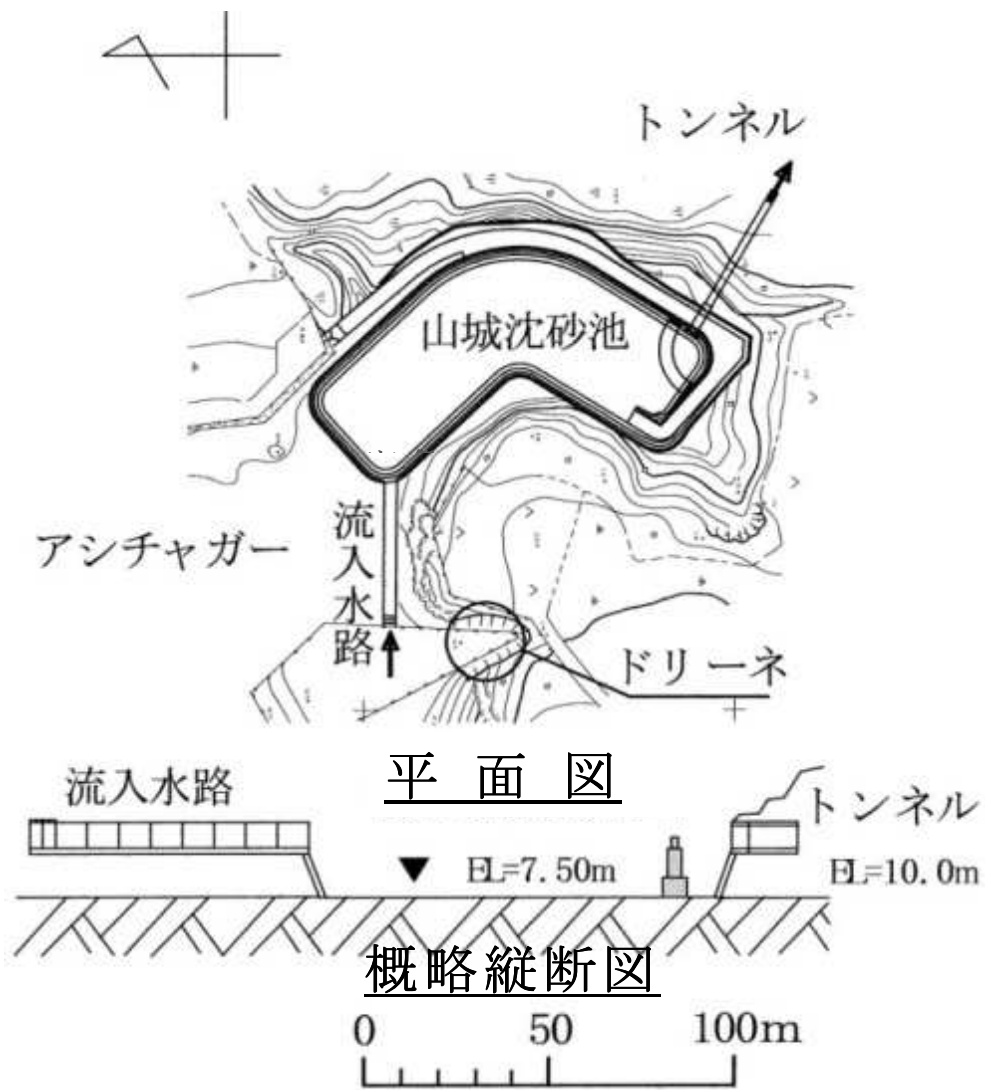 トンネル
山城沈砂池
アシチャガー
流入水路
ドリーネ
平面図
流入水路
トンネル
EL=7.50m
EL=10.0m
概略縦断図
0 50 100m